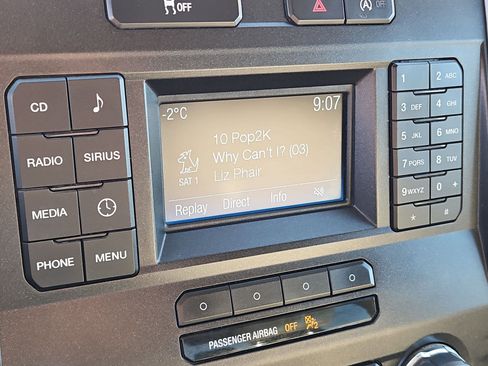 OFF
A OFF
-2°C 9:07
10 Pop2K
Why Can't I? (03)
Liz Phair
SAT 1
Replay Direct Info
CD
RADIO SIRIUS
MEDIA
PHONE MENU
1 2 ABC
3 DEF 4 GHI
5 JKL 6 MNO
7 PQRS 8 TUV
9 WXYZ 0 +
* #
PASSENGER AIRBAG OFF 2